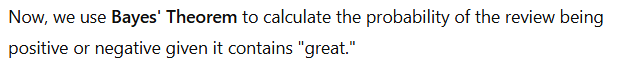 Now, we use Bayes' Theorem to calculate the probability of the review being
positive or negative given it contains "great."